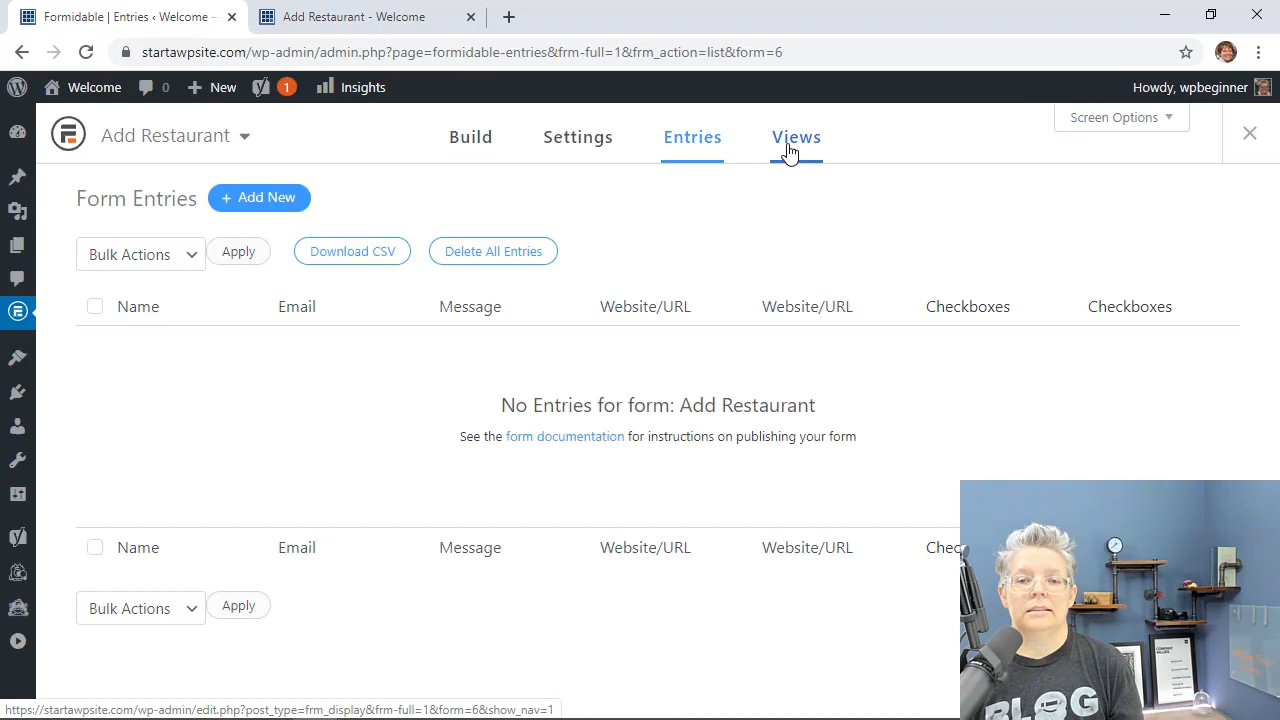 Formidable | Entries ‹ Welcome —
Add Restaurant - Welcome
startawpsite.com/wp-admin/admin.php?page=formidable-entries&frm-full=1&frm_action=list&form=6
Welcome 0 New 1 Insights Howdy, wpbeginner
Add Restaurant Build Settings Entries Views Screen Options
Form Entries + Add New
Bulk Actions Apply Download CSV Delete All Entries
Name Email Message Website/URL Website/URL Checkboxes Checkboxes
No Entries for form: Add Restaurant
See the form documentation for instructions on publishing your form
Name Email Message Website/URL Website/URL Chec
Bulk Actions Apply
https://startawpsite.com/wp-admin/edit.php?post_type=frm_display&frm-full=1&form=6&show_nav=1
BLOG